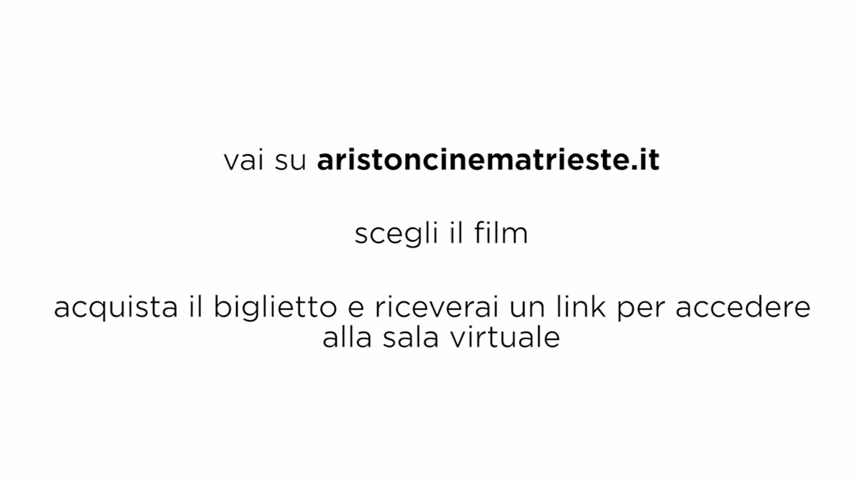 vai su aristoncinematrieste.it
scegli il film
acquista il biglietto e riceverai un link per accedere
alla sala virtuale